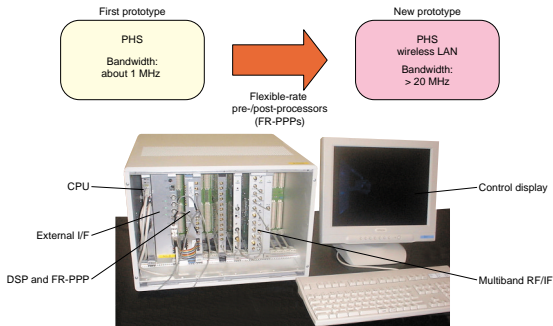 First prototype
New prototype
PHS
Bandwidth:
about 1 MHz
PHS
wireless LAN
Bandwidth:
> 20 MHz
Flexible-rate
pre-/post-processors
(FR-PPPs)
CPU
External I/F
DSP and FR-PPP
Control display
Multiband RF/IF